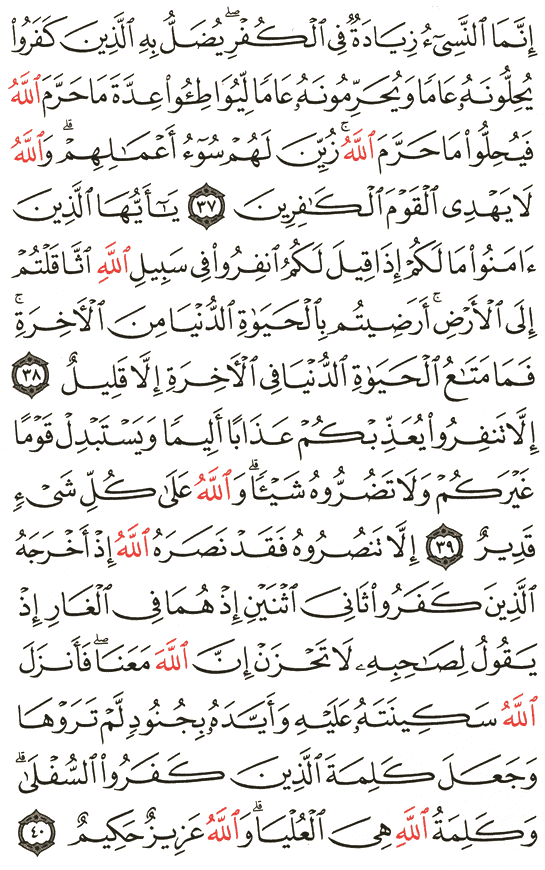 إِنَّمَا ٱلنَّسِىٓءُ زِيَادَةٌ فِى ٱلْكُفْرِ ۖ يُضَلُّ بِهِ ٱلَّذِينَ كَفَرُوا۟
يُحِلُّونَهُۥ عَامًا وَيُحَرِّمُونَهُۥ عَامًا لِّيُوَاطِـُٔوا۟ عِدَّةَ مَا حَرَّمَ ٱللَّهُ
فَيُحِلُّوا۟ مَا حَرَّمَ ٱللَّهُ ۚ زُيِّنَ لَهُمْ سُوٓءُ أَعْمَـٰلِهِمْ ۗ وَٱللَّهُ
لَا يَهْدِى ٱلْقَوْمَ ٱلْكَـٰفِرِينَ ٣٧ يَـٰٓأَيُّهَا ٱلَّذِينَ
ءَامَنُوا۟ مَا لَكُمْ إِذَا قِيلَ لَكُمُ ٱنفِرُوا۟ فِى سَبِيلِ ٱللَّهِ ٱثَّاقَلْتُمْ
إِلَى ٱلْأَرْضِ ۚ أَرَضِيتُم بِٱلْحَيَوٰةِ ٱلدُّنْيَا مِنَ ٱلْـَٔاخِرَةِ ۚ
فَمَا مَتَـٰعُ ٱلْحَيَوٰةِ ٱلدُّنْيَا فِى ٱلْـَٔاخِرَةِ إِلَّا قَلِيلٌ ٣٨
إِلَّا تَنفِرُوا۟ يُعَذِّبْكُمْ عَذَابًا أَلِيمًا وَيَسْتَبْدِلْ قَوْمًا
غَيْرَكُمْ وَلَا تَضُرُّوهُ شَيْـًٔا ۗ وَٱللَّهُ عَلَىٰ كُلِّ شَىْءٍ
قَدِيرٌ ٣٩ إِلَّا تَنصُرُوهُ فَقَدْ نَصَرَهُ ٱللَّهُ إِذْ أَخْرَجَهُ
ٱلَّذِينَ كَفَرُوا۟ ثَانِىَ ٱثْنَيْنِ إِذْ هُمَا فِى ٱلْغَارِ إِذْ
يَقُولُ لِصَـٰحِبِهِۦ لَا تَحْزَنْ إِنَّ ٱللَّهَ مَعَنَا ۖ فَأَنزَلَ
ٱللَّهُ سَكِينَتَهُۥ عَلَيْهِ وَأَيَّدَهُۥ بِجُنُودٍ لَّمْ تَرَوْهَا
وَجَعَلَ كَلِمَةَ ٱلَّذِينَ كَفَرُوا۟ ٱلسُّفْلَىٰ ۗ
وَكَلِمَةُ ٱللَّهِ هِىَ ٱلْعُلْيَا ۗ وَٱللَّهُ عَزِيزٌ حَكِيمٌ ٤٠